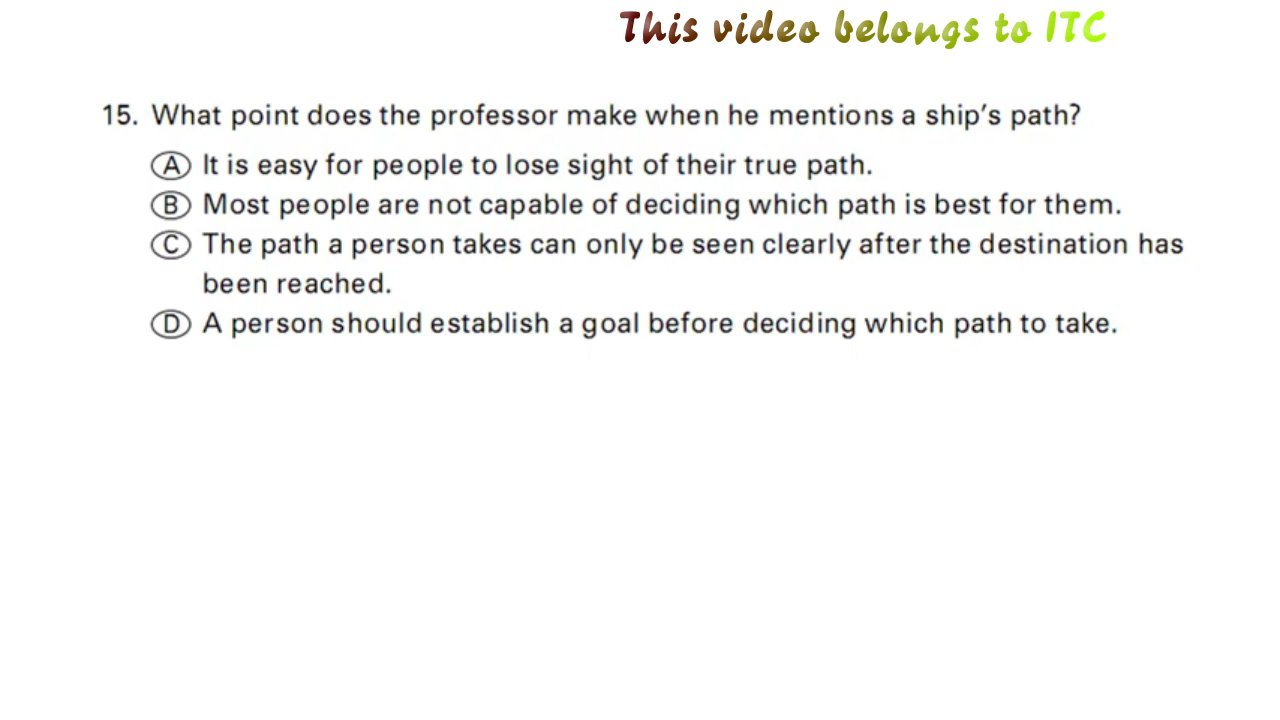 This video belongs to ITC
15. What point does the professor make when he mentions a ship's path?
A It is easy for people to lose sight of their true path.
B Most people are not capable of deciding which path is best for them.
C The path a person takes can only be seen clearly after the destination has
been reached.
D A person should establish a goal before deciding which path to take.